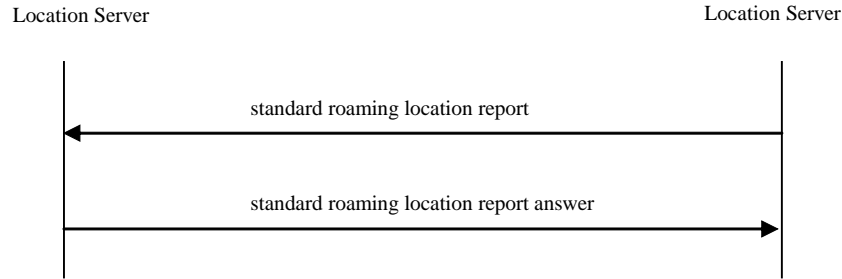 Location Server
Location Server
standard roaming location report
standard roaming location report answer